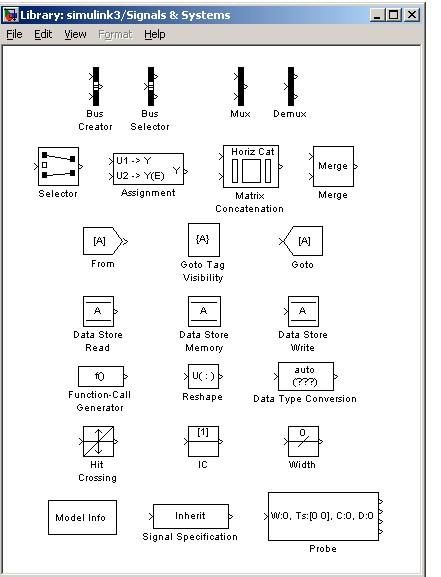 Library: simulink3/Signals & Systems
File Edit View Format Help
Bus Creator
Bus Selector
Mux
Demux
Selector
U1 -> Y
U2 -> Y(E)
Y
Assignment
Horiz Cat
Matrix Concatenation
Merge
Merge
[A]
From
{A}
Goto Tag Visibility
[A]
Goto
A
Data Store Read
A
Data Store Memory
A
Data Store Write
f()
Function-Call Generator
U( : )
Reshape
auto
(???)
Data Type Conversion
Hit Crossing
[1]
IC
0
Width
Model Info
Inherit
Signal Specification
W:0, Ts:[0 0], C:0, D:0
Probe